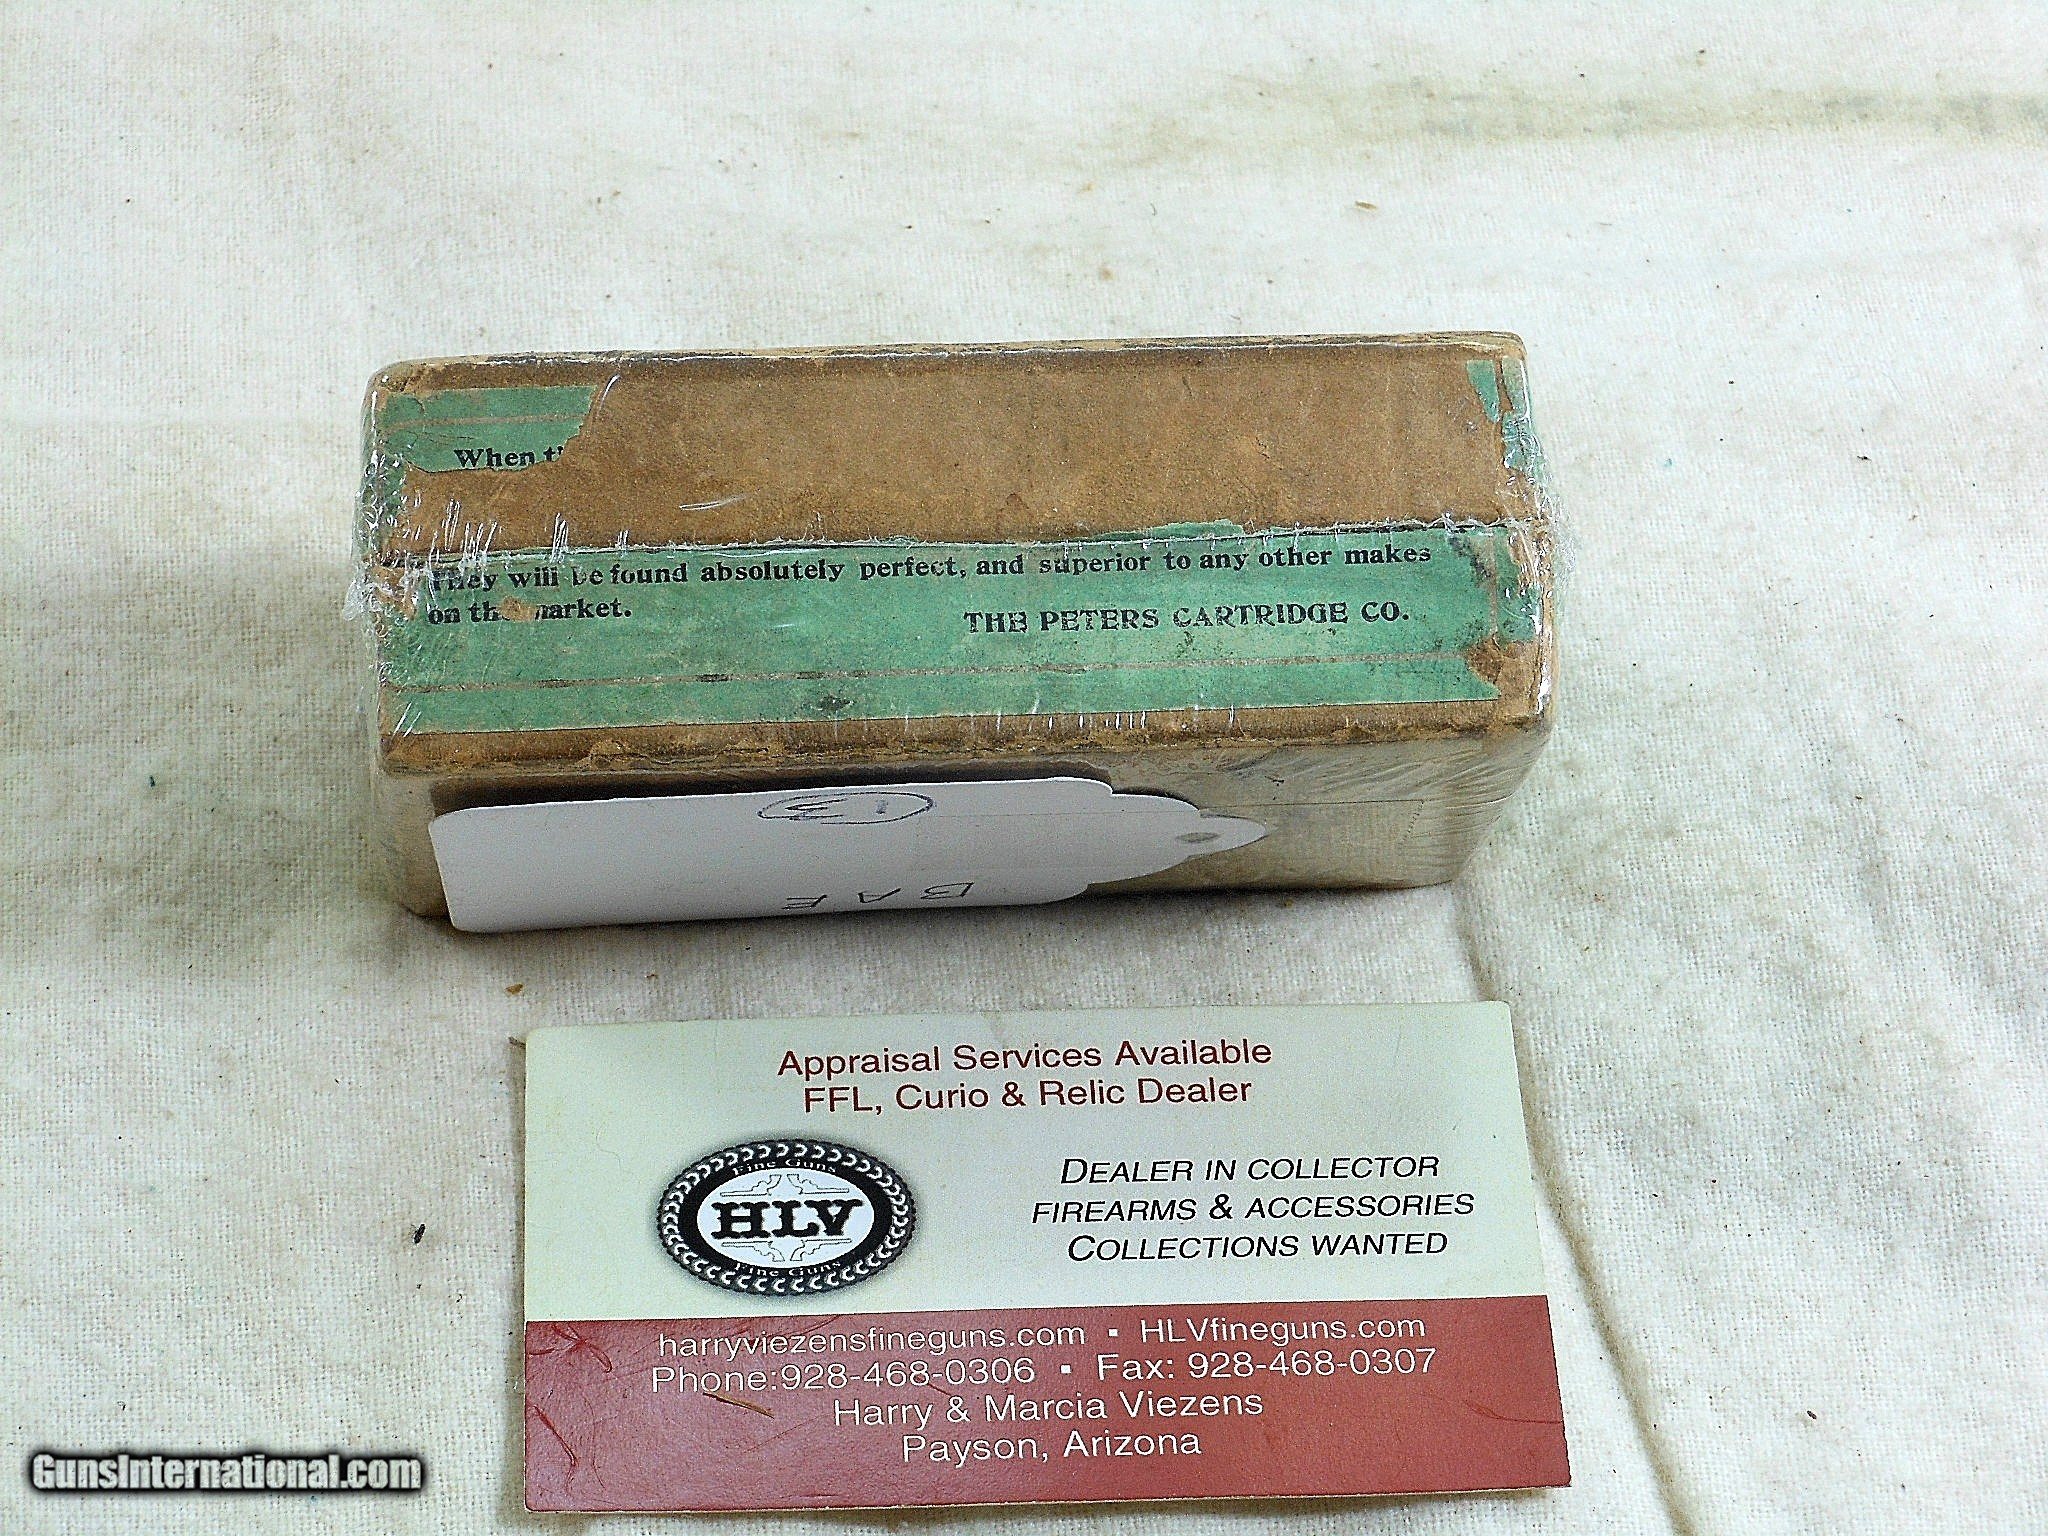 When
They will be found absolutely perfect, and superior to any other makes
on the market.
THE PETERS CARTRIDGE CO.
13
BAE
Appraisal Services Available
FFL, Curio & Relic Dealer
Fine Guns
HLV
Fine Guns
DEALER IN COLLECTOR
FIREARMS & ACCESSORIES
COLLECTIONS WANTED
harryviezensfineguns.com ▪ HLVfineguns.com
Phone:928-468-0306 ▪ Fax: 928-468-0307
Harry & Marcia Viezens
Payson, Arizona
GunsInternational.com